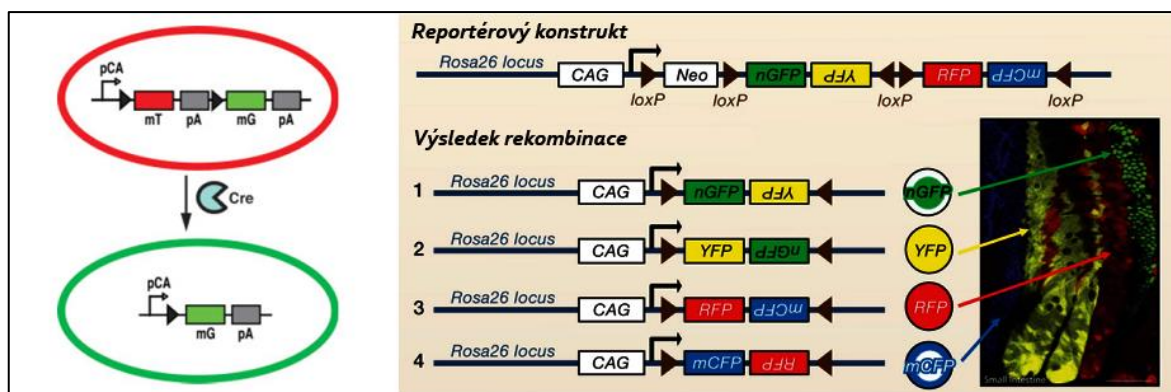 pCA
mT pA mG pA
Cre
pCA
mG pA
Reportérový konstrukt
Rosa26 locus CAG Neo nGFP YFP RFP mCFP
loxP loxP loxP loxP
Výsledek rekombinace
1 Rosa26 locus CAG nGFP YFP nGFP
2 Rosa26 locus CAG YFP nGFP YFP
3 Rosa26 locus CAG RFP mCFP RFP
4 Rosa26 locus CAG mCFP RFP mCFP
Small Intestine